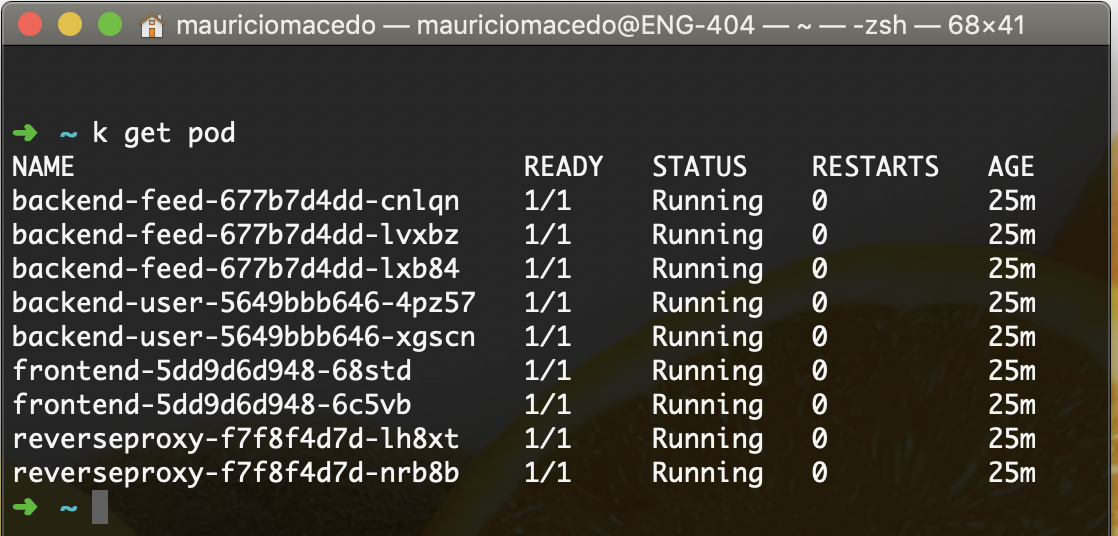 mauriciomacedo — mauriciomacedo@ENG-404 — ~ — -zsh — 68×41
➜ ~ k get pod
NAME READY STATUS RESTARTS AGE
backend-feed-677b7d4dd-cnlqn 1/1 Running 0 25m
backend-feed-677b7d4dd-lvxbz 1/1 Running 0 25m
backend-feed-677b7d4dd-lxb84 1/1 Running 0 25m
backend-user-5649bbb646-4pz57 1/1 Running 0 25m
backend-user-5649bbb646-xgscn 1/1 Running 0 25m
frontend-5dd9d6d948-68std 1/1 Running 0 25m
frontend-5dd9d6d948-6c5vb 1/1 Running 0 25m
reverseproxy-f7f8f4d7d-lh8xt 1/1 Running 0 25m
reverseproxy-f7f8f4d7d-nrb8b 1/1 Running 0 25m
➜ ~